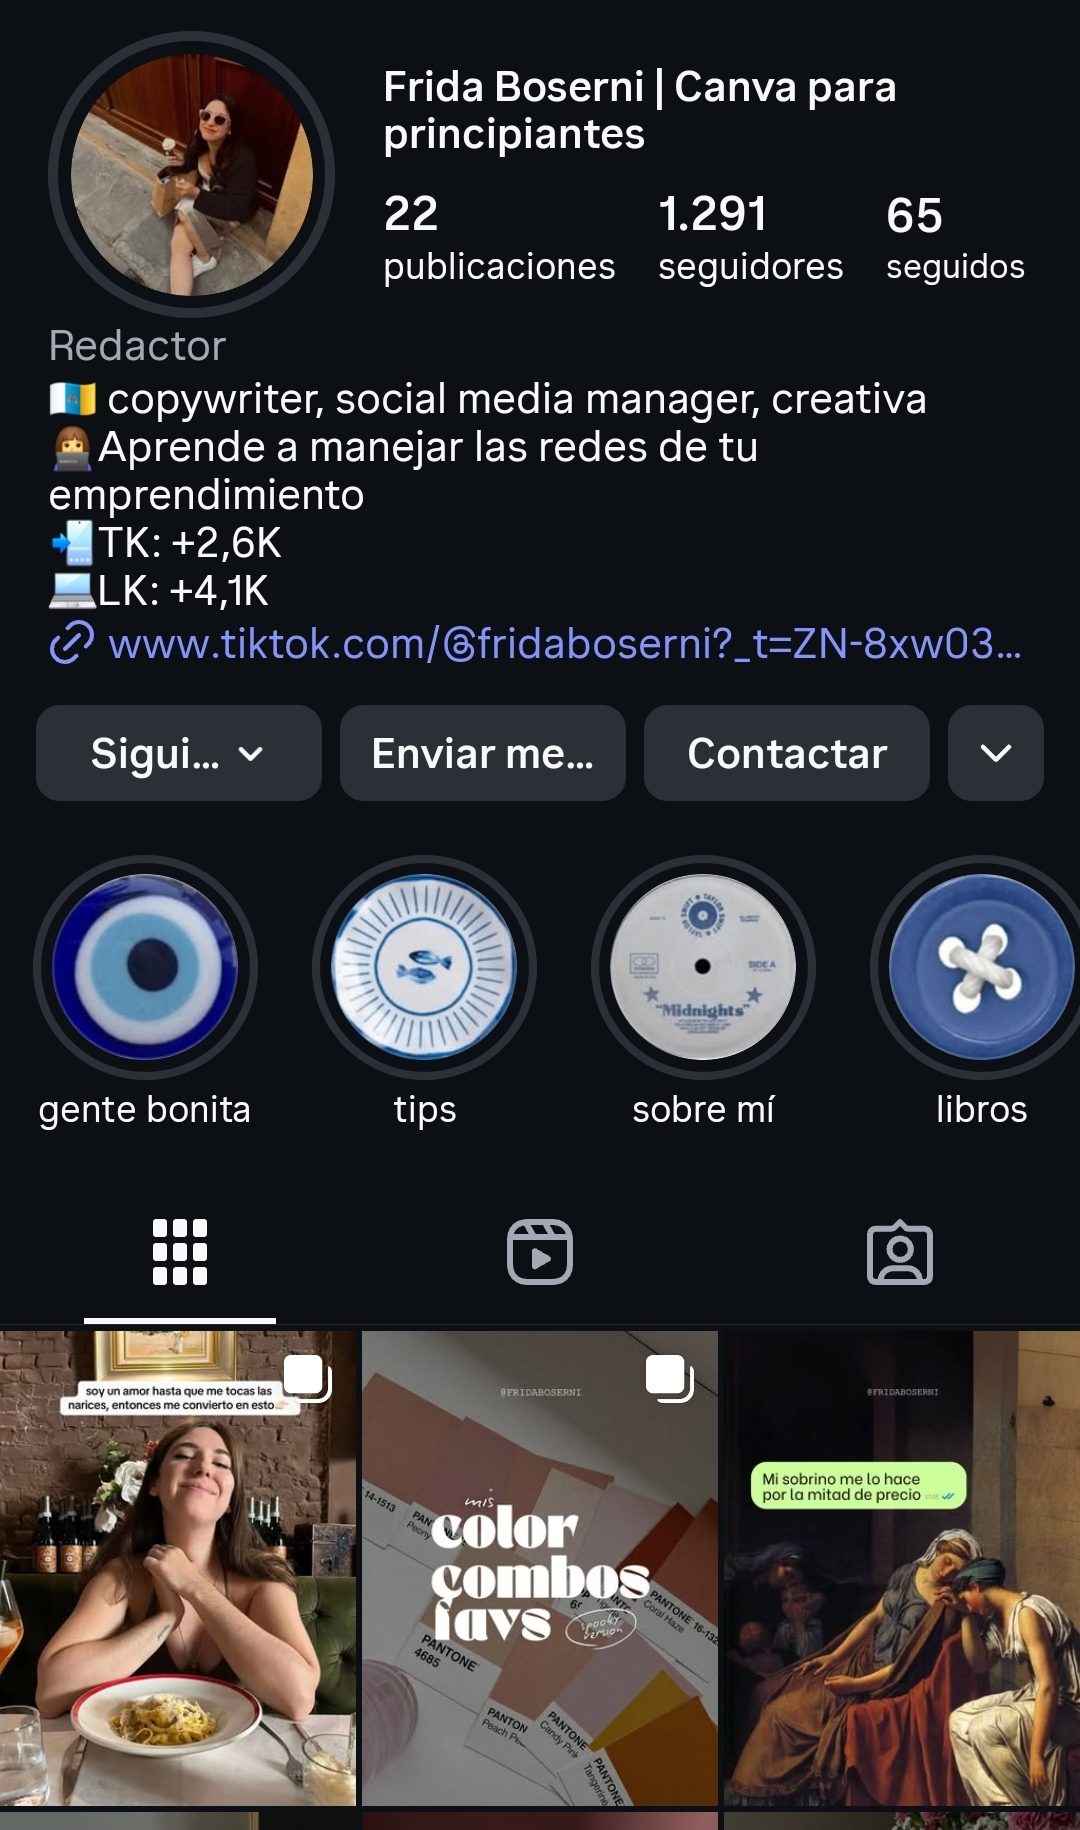 Frida Boserni | Canva para
principiantes
22
publicaciones
1.291
seguidores
65
seguidos
Redactor
copywriter, social media manager, creativa
Aprende a manejar las redes de tu
emprendimiento
TK: +2,6K
LK: +4,1K
www.tiktok.com/@fridaboserni?_t=ZN-8xw03...
Sigui...
Enviar me...
Contactar
TAYLOR SWIFT
SIDE A
"Midnights"
gente bonita
tips
sobre mí
libros
soy un amor hasta que me tocas las
narices, entonces me convierto en esto
@FRIDABOSERNI
mis
color
combos
favs
spooky
version
14-1513
Peony
PANTONE 16-132
Coral Haze
PANTONE
4685
PANTON
Peach
PANTONE
Candy Pink
PANTONE
Tangerine
@FRIDABOSERNI
Mi sobrino me lo hace
por la mitad de precio